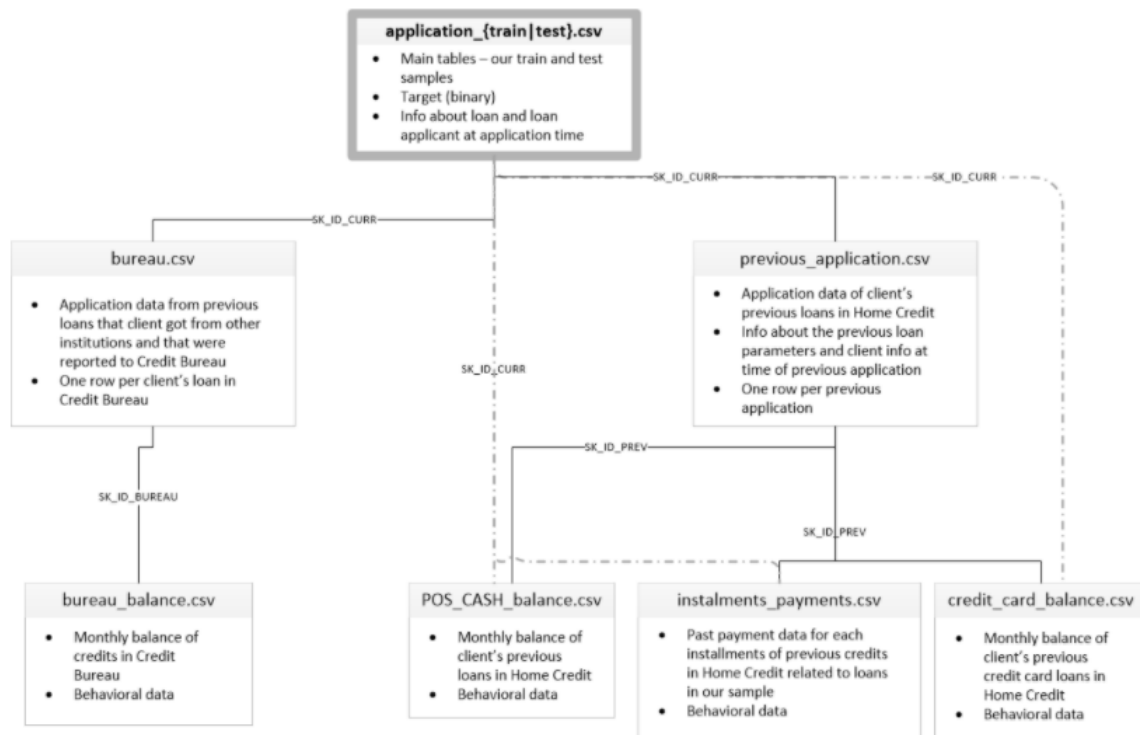 application_{train|test}.csv
• Main tables – our train and test
samples
• Target (binary)
• Info about loan and loan
applicant at application time
SK_ID_CURR
SK_ID_CURR
SK_ID_CURR
bureau.csv
• Application data from previous
loans that client got from other
institutions and that were
reported to Credit Bureau
• One row per client's loan in
Credit Bureau
previous_application.csv
• Application data of client's
previous loans in Home Credit
• Info about the previous loan
parameters and client info at
time of previous application
• One row per previous
application
SK_ID_CURR
SK_ID_PREV
SK_ID_BUREAU
SK_ID_PREV
bureau_balance.csv
• Monthly balance of
credits in Credit
Bureau
• Behavioral data
POS_CASH_balance.csv
• Monthly balance of
client's previous
loans in Home Credit
• Behavioral data
instalments_payments.csv
• Past payment data for each
installments of previous credits
in Home Credit related to loans
in our sample
• Behavioral data
credit_card_balance.csv
• Monthly balance of
client's previous
credit card loans in
Home Credit
• Behavioral data